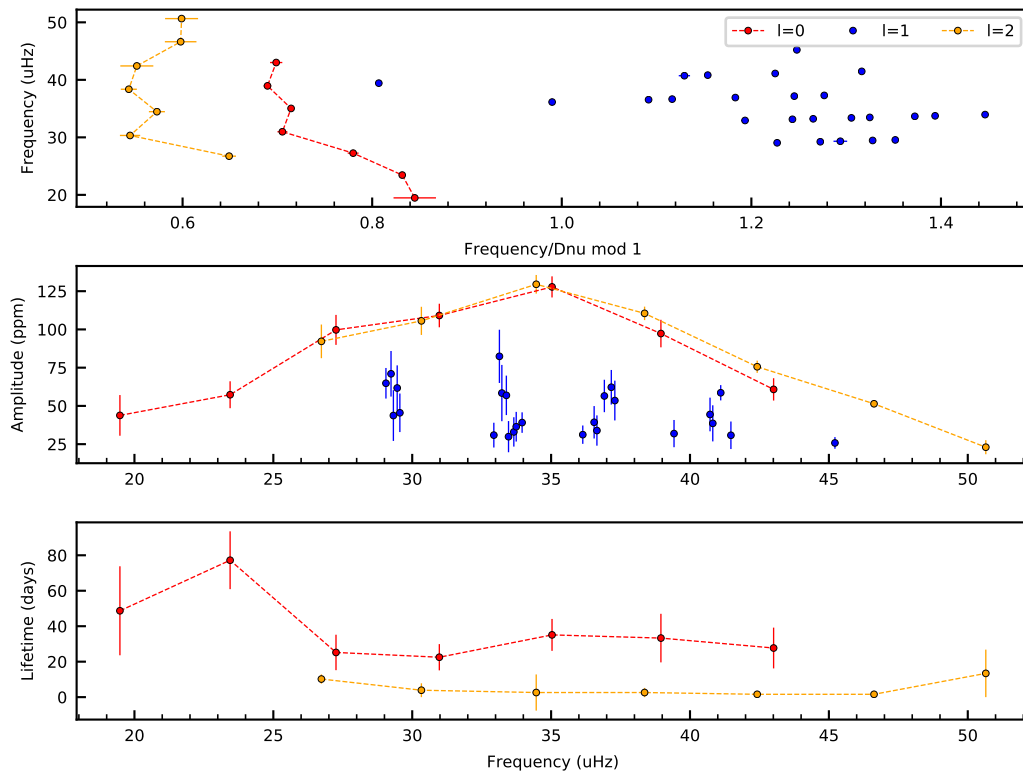 50
40
30
20
Frequency (uHz)
l=0 l=1 l=2
0.6 0.8 1.0 1.2 1.4
Frequency/Dnu mod 1
125
100
75
50
25
Amplitude (ppm)
20 25 30 35 40 45 50
80
60
40
20
0
Lifetime (days)
20 25 30 35 40 45 50
Frequency (uHz)